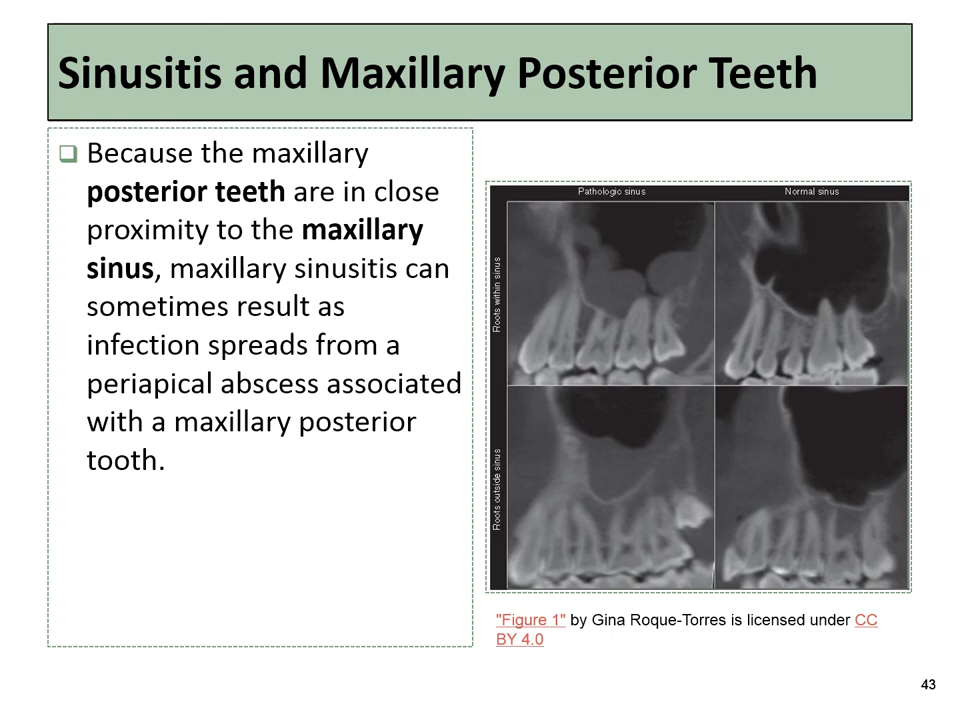 Sinusitis and Maxillary Posterior Teeth
Because the maxillary
posterior teeth are in close
proximity to the maxillary
sinus, maxillary sinusitis can
sometimes result as
infection spreads from a
periapical abscess associated
with a maxillary posterior
tooth.
Pathologic sinus
Normal sinus
Roots within sinus
Roots outside sinus
"Figure 1" by Gina Roque-Torres is licensed under CC
BY 4.0
43